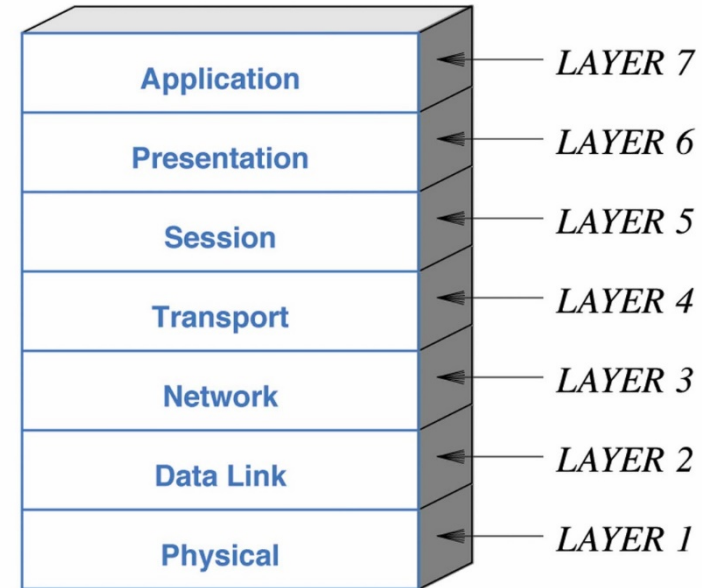 Application LAYER 7
Presentation LAYER 6
Session LAYER 5
Transport LAYER 4
Network LAYER 3
Data Link LAYER 2
Physical LAYER 1